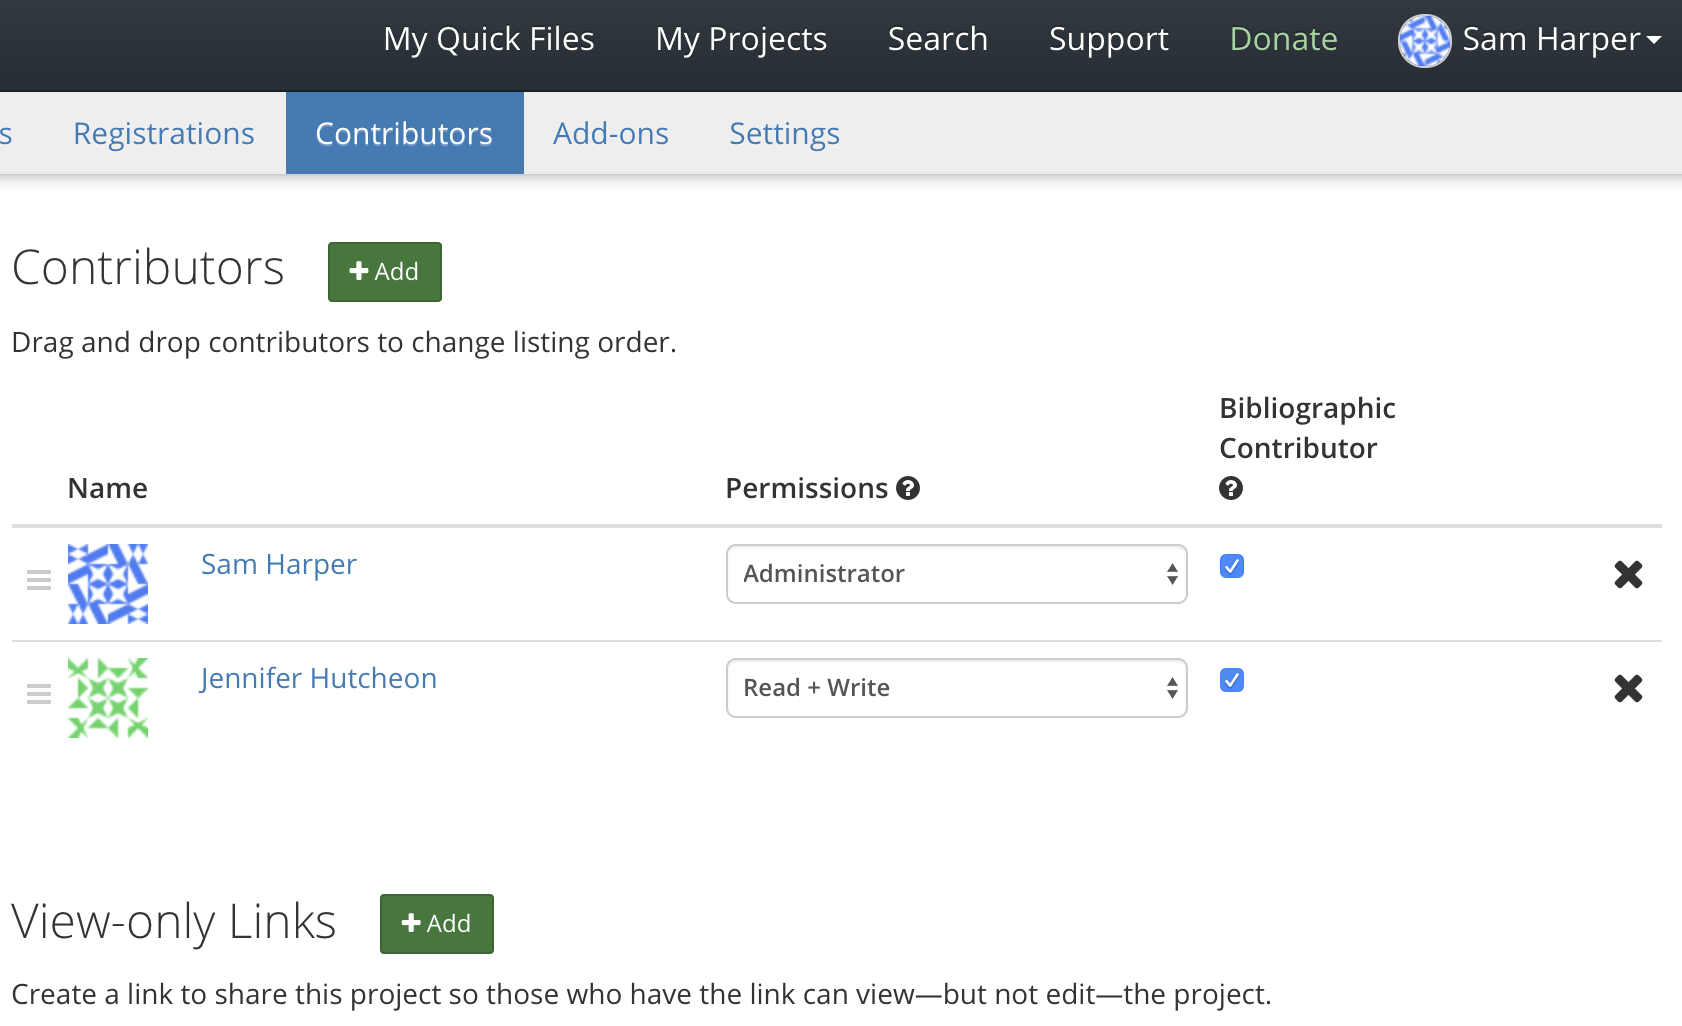 My Quick Files My Projects Search Support Donate Sam Harper
s Registrations Contributors Add-ons Settings
Contributors + Add
Drag and drop contributors to change listing order.
Bibliographic
Contributor
Name Permissions ? ?
Sam Harper Administrator
Jennifer Hutcheon Read + Write
View-only Links + Add
Create a link to share this project so those who have the link can view—but not edit—the project.